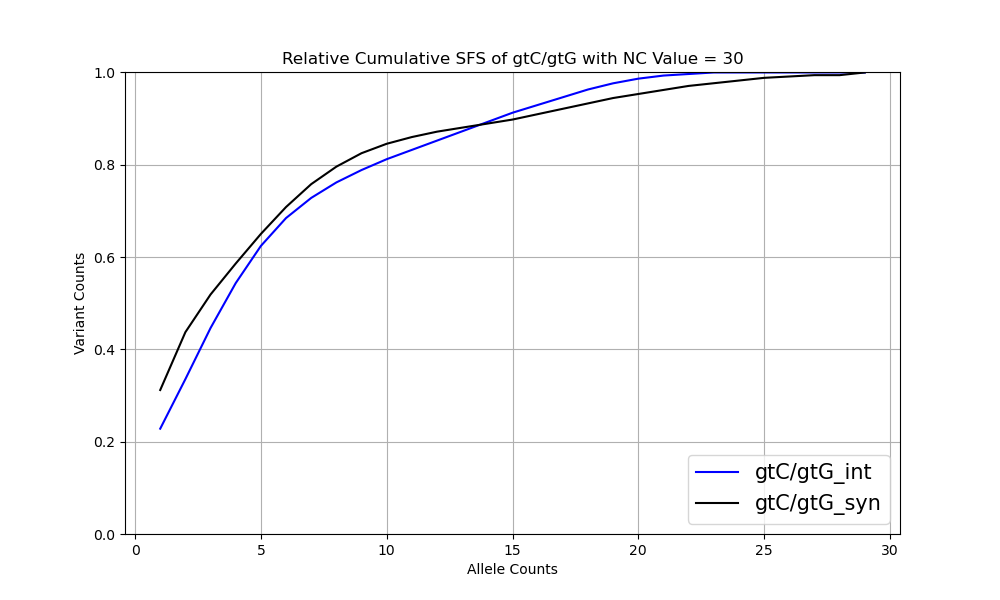 Relative Cumulative SFS of gtC/gtG with NC Value = 30
1.0
0.8
0.6
0.4
0.2
0.0
Variant Counts
0 5 10 15 20 25 30
Allele Counts
gtC/gtG_int
gtC/gtG_syn